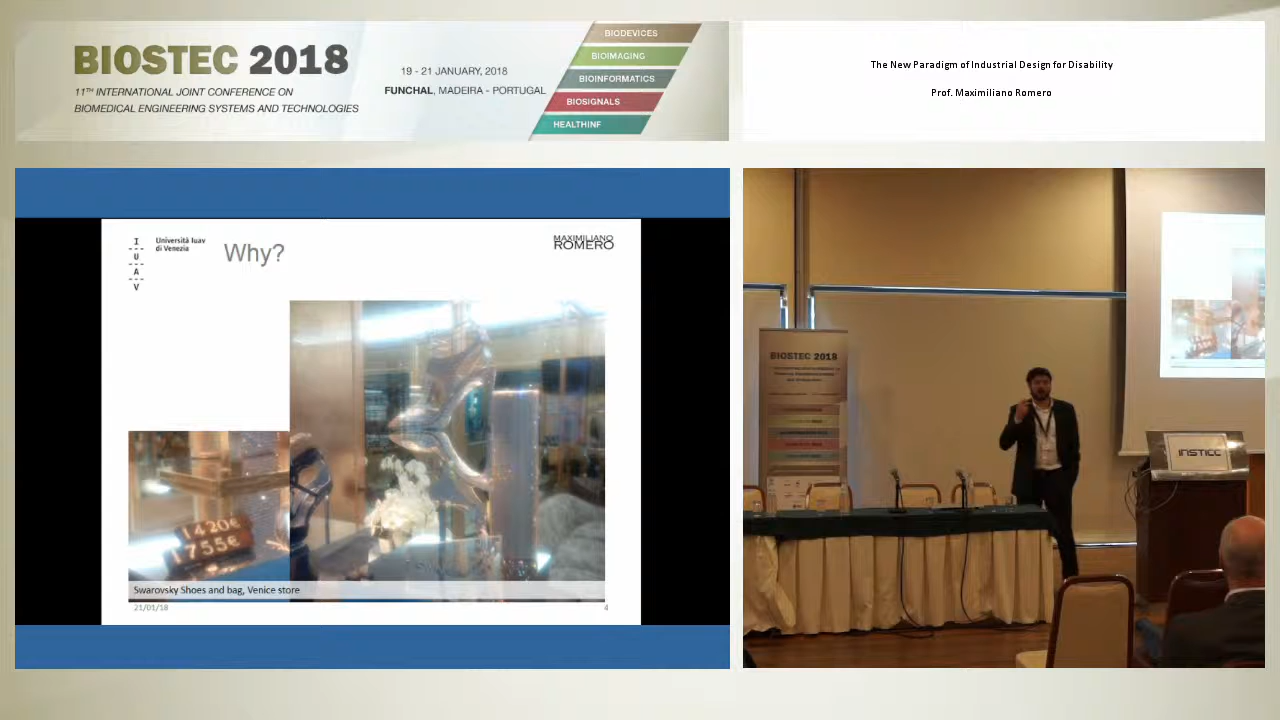 BIOSTEC 2018
11TH INTERNATIONAL JOINT CONFERENCE ON
BIOMEDICAL ENGINEERING SYSTEMS AND TECHNOLOGIES
19 - 21 JANUARY, 2018
FUNCHAL, MADEIRA - PORTUGAL
BIODEVICES
BIOIMAGING
BIOINFORMATICS
BIOSIGNALS
HEALTHINF
The New Paradigm of Industrial Design for Disability
Prof. Maximiliano Romero
I
U
A
V
Università Iuav
di Venezia
Why?
MAXIMILIANO
ROMERO
1420€
1755€
Swarovsky Shoes and bag, Venice store
21/01/18
4
BIOSTEC 2018
INSTICC